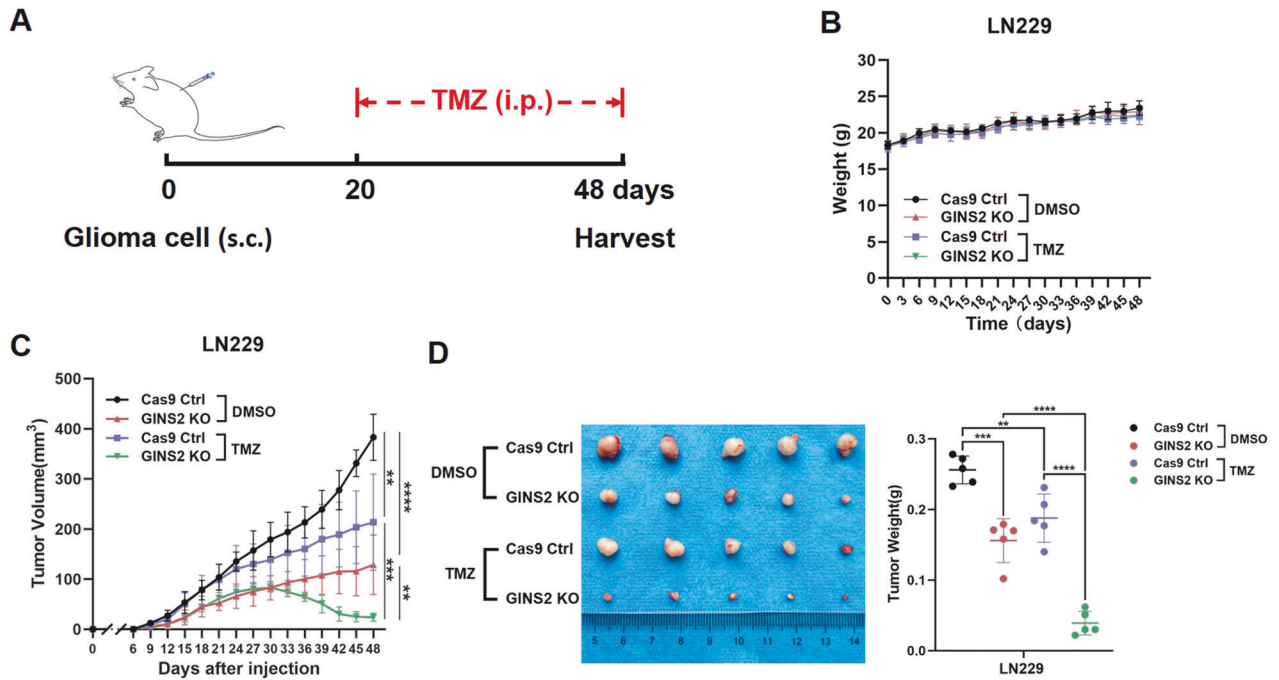 A
TMZ (i.p.)
0
20
48 days
Glioma cell (s.c.)
Harvest
B
LN229
Weight (g)
30
25
20
15
10
5
0
Cas9 Ctrl
GINS2 KO
DMSO
Cas9 Ctrl
GINS2 KO
TMZ
0 3 6 9 12 15 18 21 24 27 30 33 36 39 42 45 48
Time (days)
C
LN229
Tumor Volume(mm³)
500
400
300
200
100
0
Cas9 Ctrl
GINS2 KO
DMSO
Cas9 Ctrl
GINS2 KO
TMZ
**
****
***
**
0 6 9 12 15 18 21 24 27 30 33 36 39 42 45 48
Days after injection
D
DMSO
Cas9 Ctrl
GINS2 KO
TMZ
Cas9 Ctrl
GINS2 KO
5 6 7 8 9 10 11 12 13 14
Tumor Weight(g)
0.3
0.2
0.1
0.0
****
**
***
****
LN229
Cas9 Ctrl
GINS2 KO
DMSO
Cas9 Ctrl
GINS2 KO
TMZ